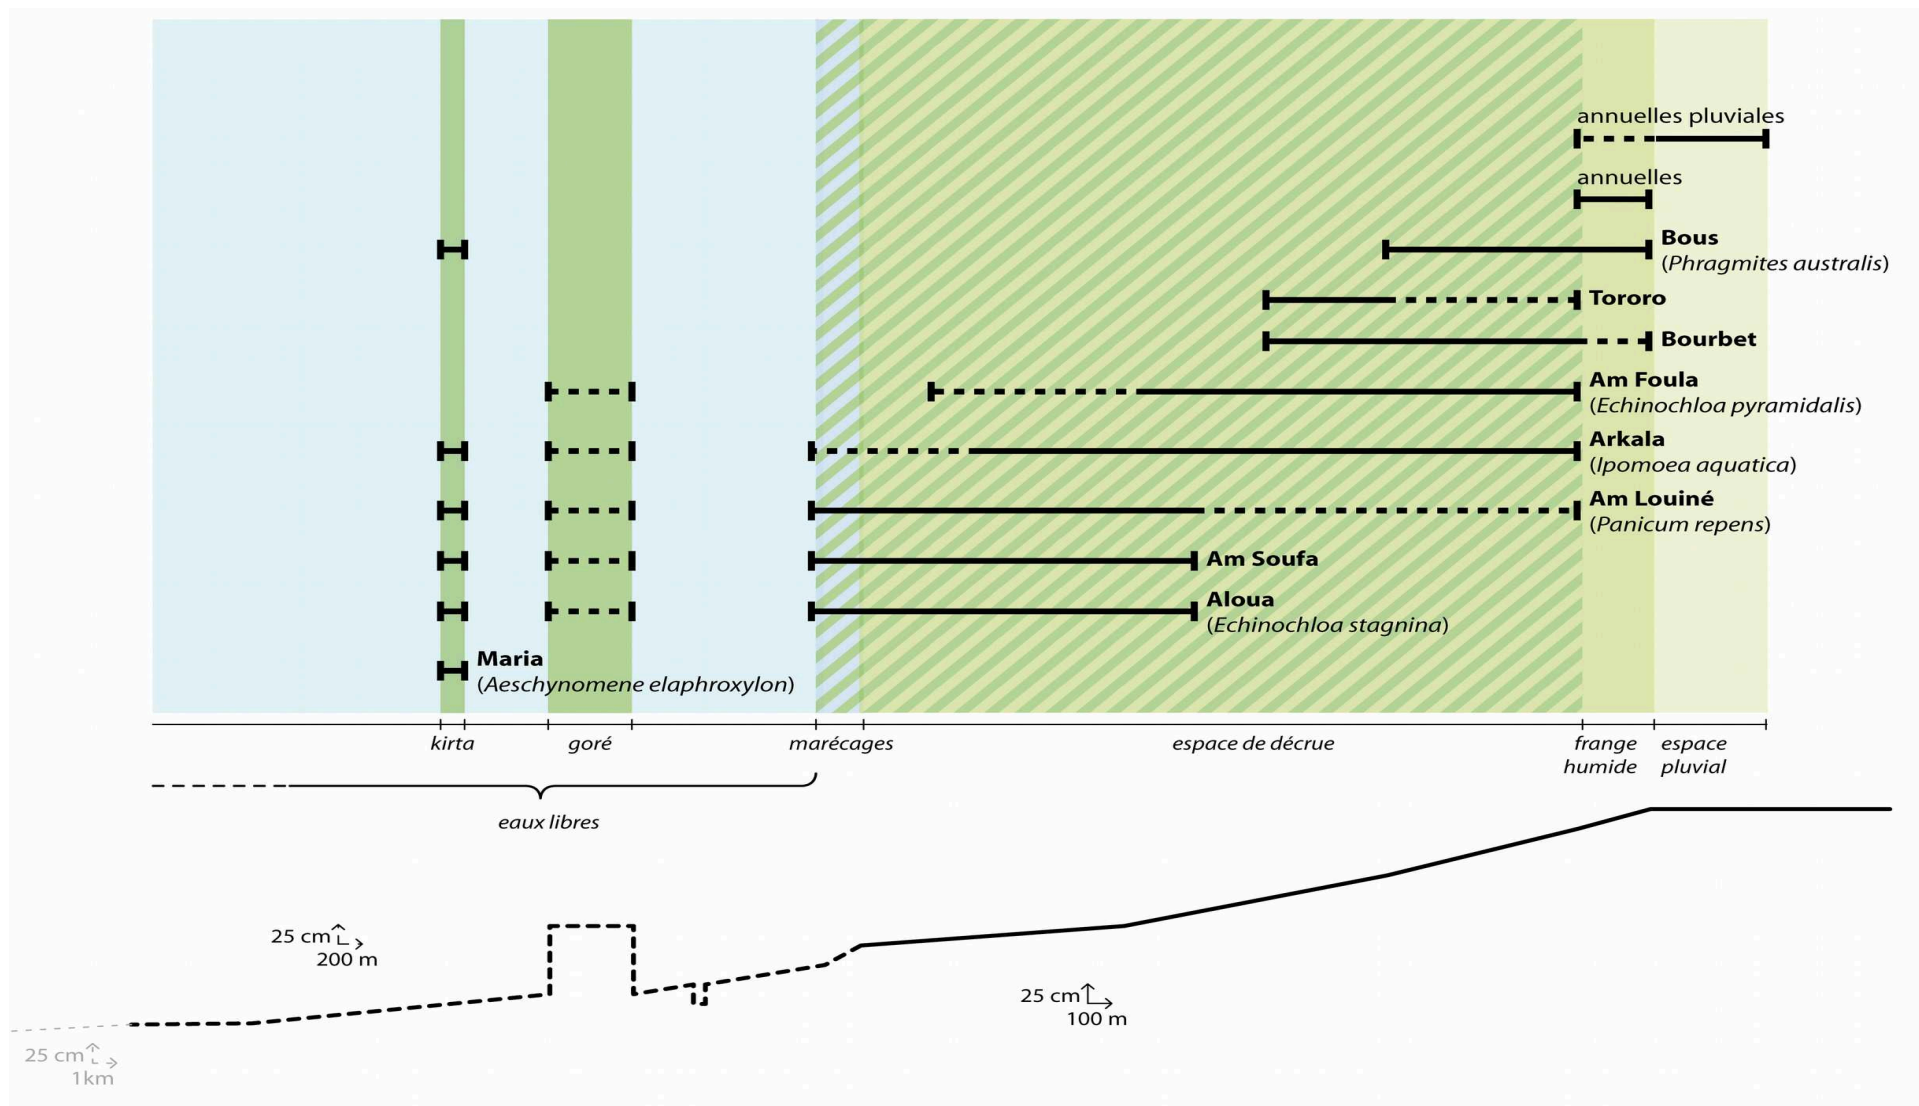 annuelles pluviales
annuelles
Bous
(Phragmites australis)
Tororo
Bourbet
Am Foula
(Echinochloa pyramidalis)
Arkala
(Ipomoea aquatica)
Am Louiné
(Panicum repens)
Am Soufa
Aloua
(Echinochloa stagnina)
Maria
(Aeschynomene elaphroxylon)
kirta
goré
marécages
espace de décrue
frange
humide
espace
pluvial
eaux libres
25 cm
200 m
25 cm
100 m
25 cm
1km